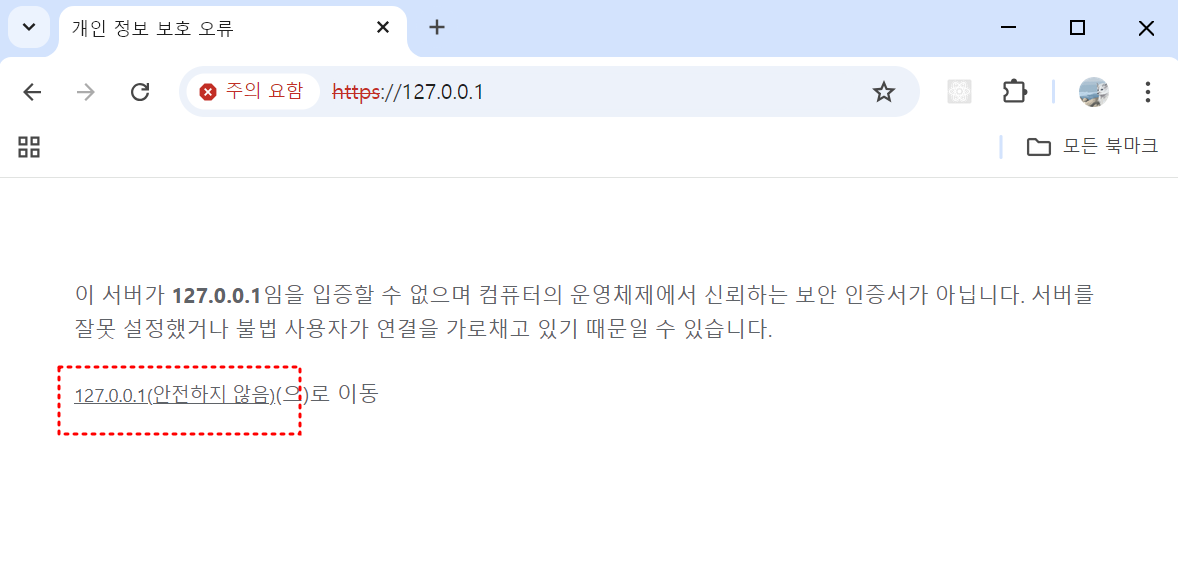 개인 정보 보호 오류
주의 요함 https://127.0.0.1
모든 북마크
이 서버가 127.0.0.1임을 입증할 수 없으며 컴퓨터의 운영체제에서 신뢰하는 보안 인증서가 아닙니다. 서버를
잘못 설정했거나 불법 사용자가 연결을 가로채고 있기 때문일 수 있습니다.
127.0.0.1(안전하지 않음)(으)로 이동